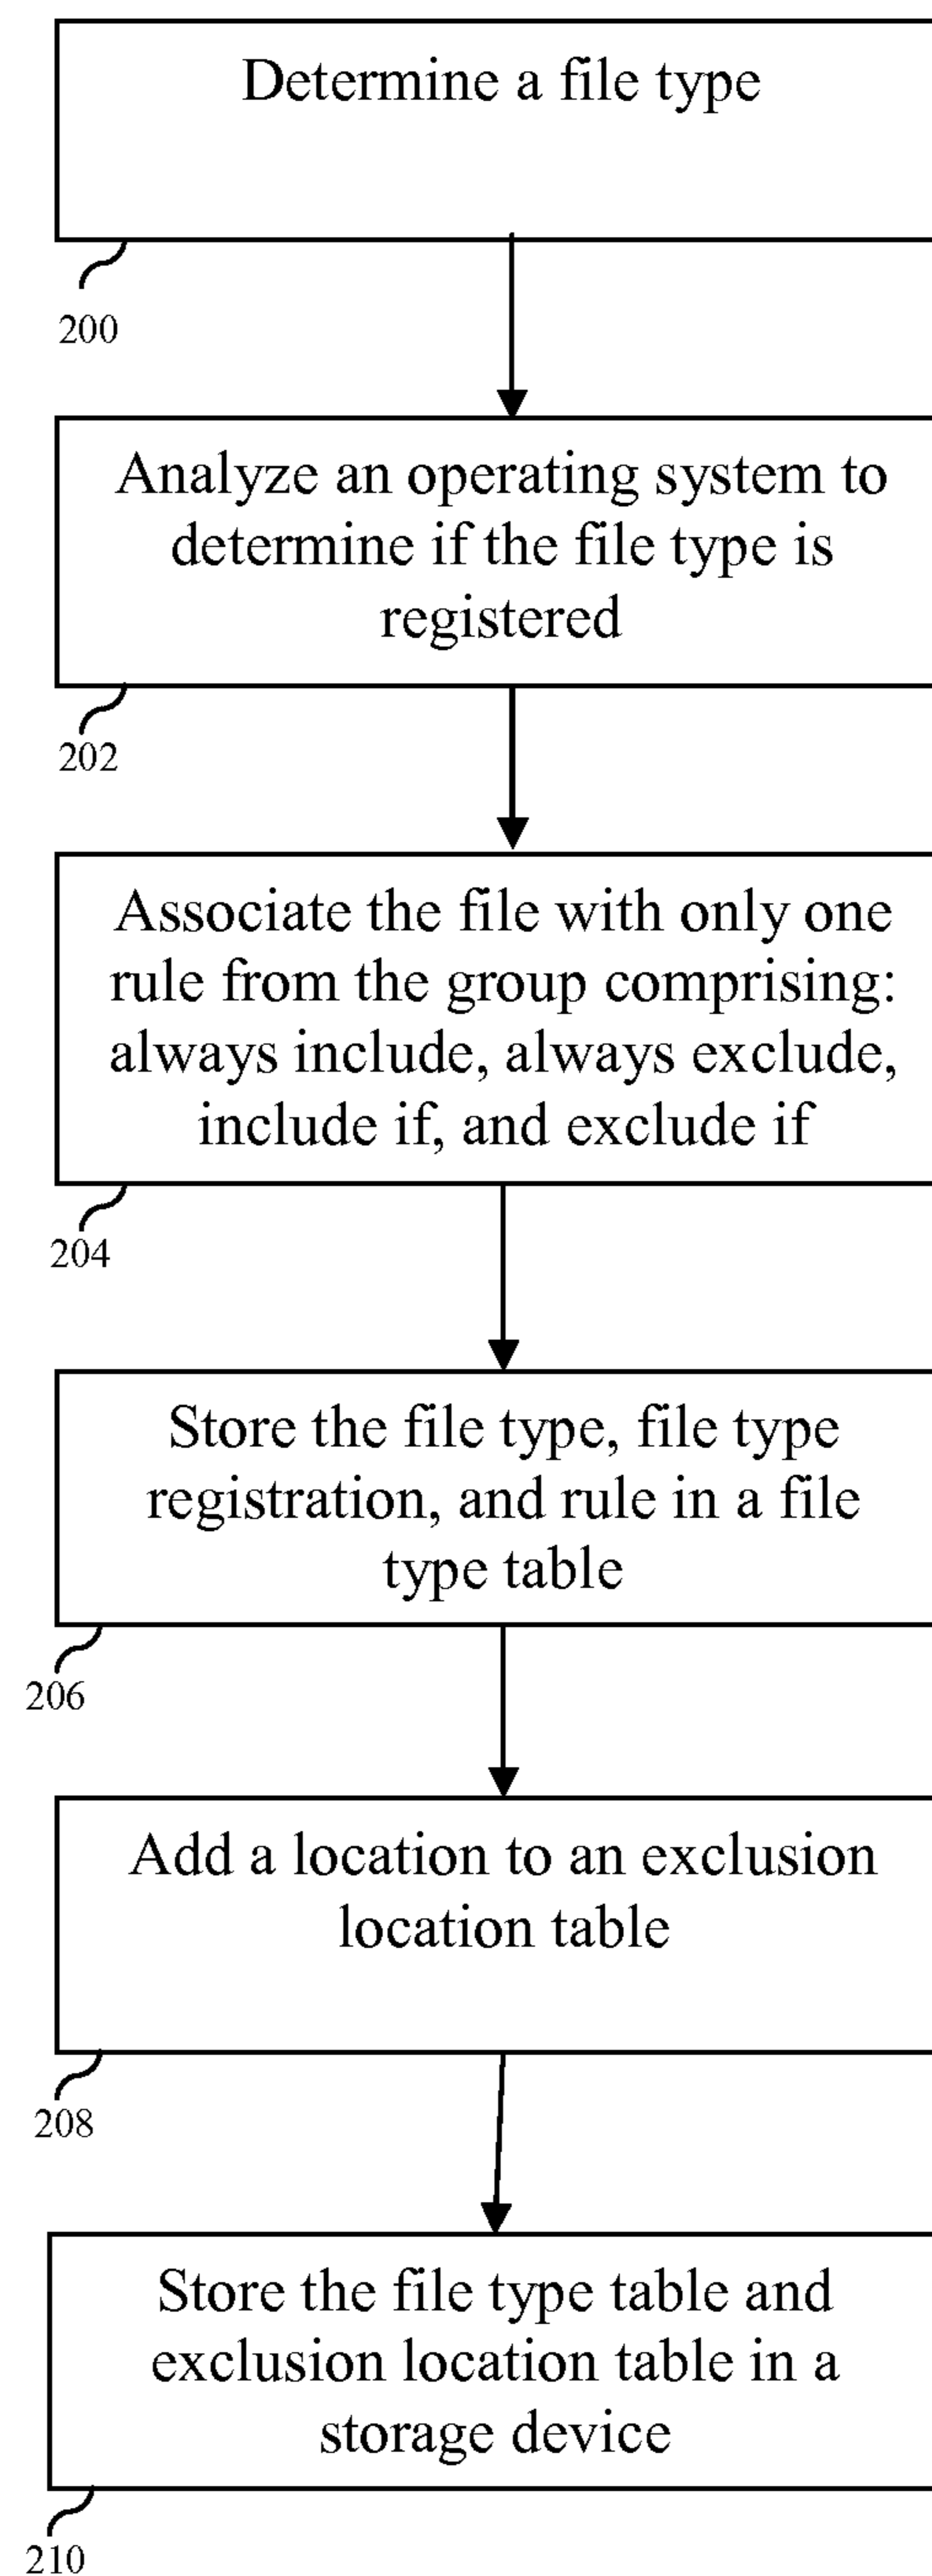 Determine a file type
200
Analyze an operating system to
determine if the file type is
registered
202
Associate the file with only one
rule from the group comprising:
always include, always exclude,
include if, and exclude if
204
Store the file type, file type
registration, and rule in a file
type table
206
Add a location to an exclusion
location table
208
Store the file type table and
exclusion location table in a
storage device
210